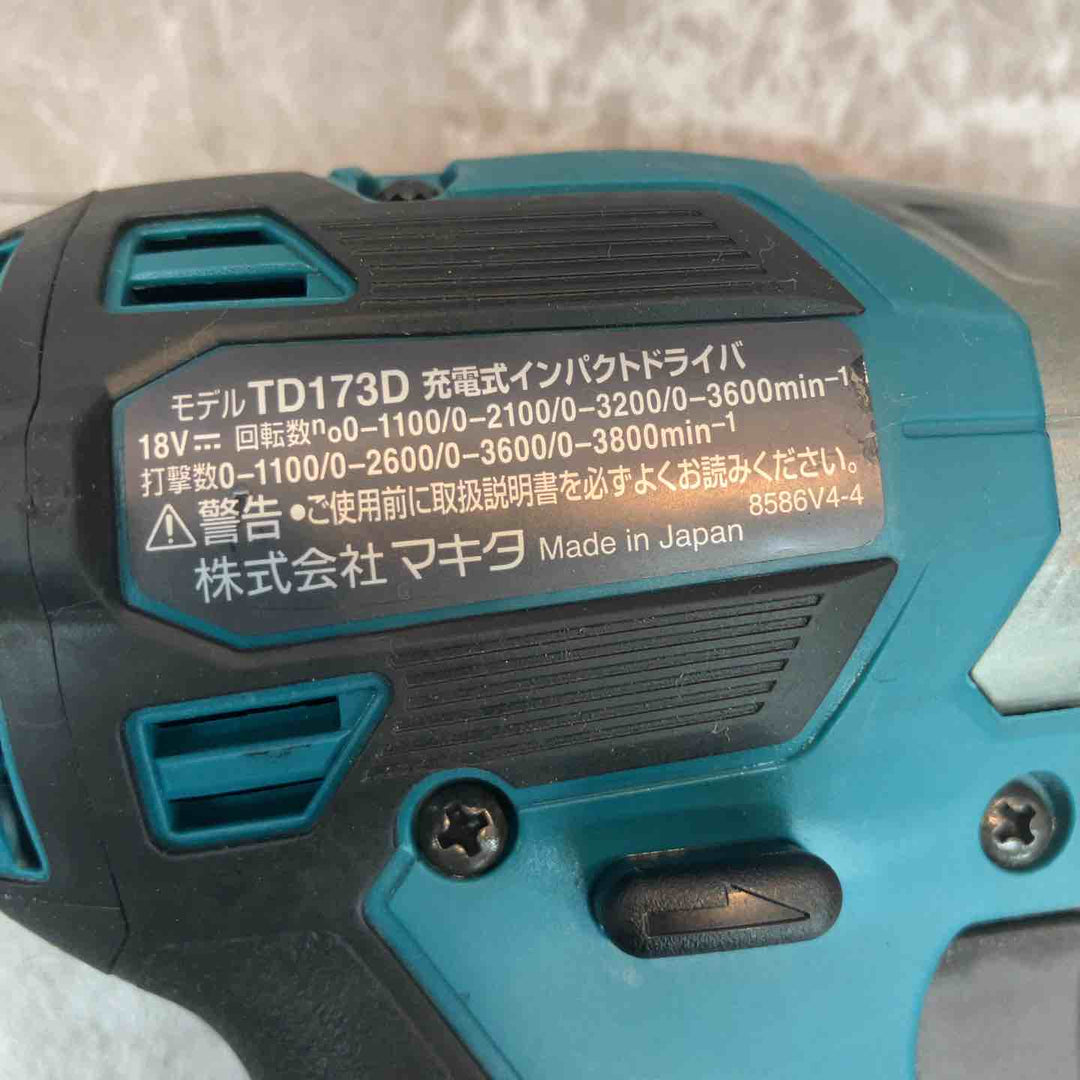 モデルTD173D 充電式インパクトドライバ
18V⎓ 回転数ⁿo0-1100/0-2100/0-3200/0-3600min-1
打撃数0-1100/0-2600/0-3600/0-3800min-1
⚠警告 •ご使用前に取扱説明書を必ずよくお読みください。
8586V4-4
株式会社 マキタ Made in Japan